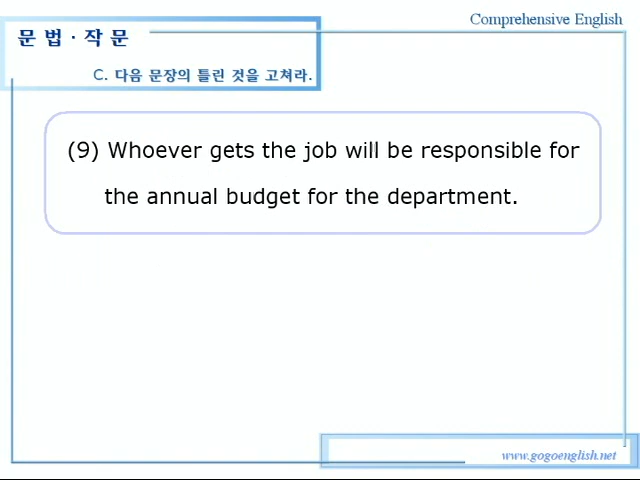 Comprehensive English
문 법 · 작 문
C. 다음 문장의 틀린 것을 고쳐라.
(9) Whoever gets the job will be responsible for
the annual budget for the department.
www.gogoenglish.net